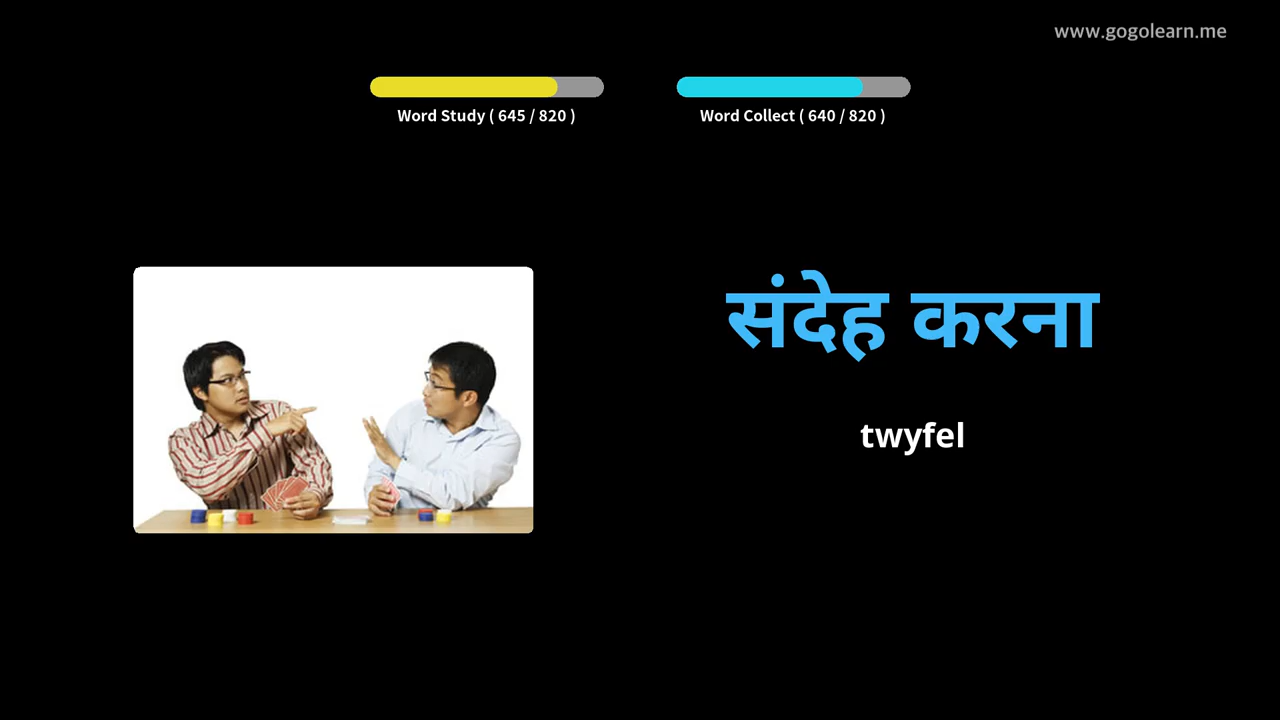 www.gogolearn.me
Word Study ( 645 / 820 )
Word Collect ( 640 / 820 )
संदेह करना
twyfel